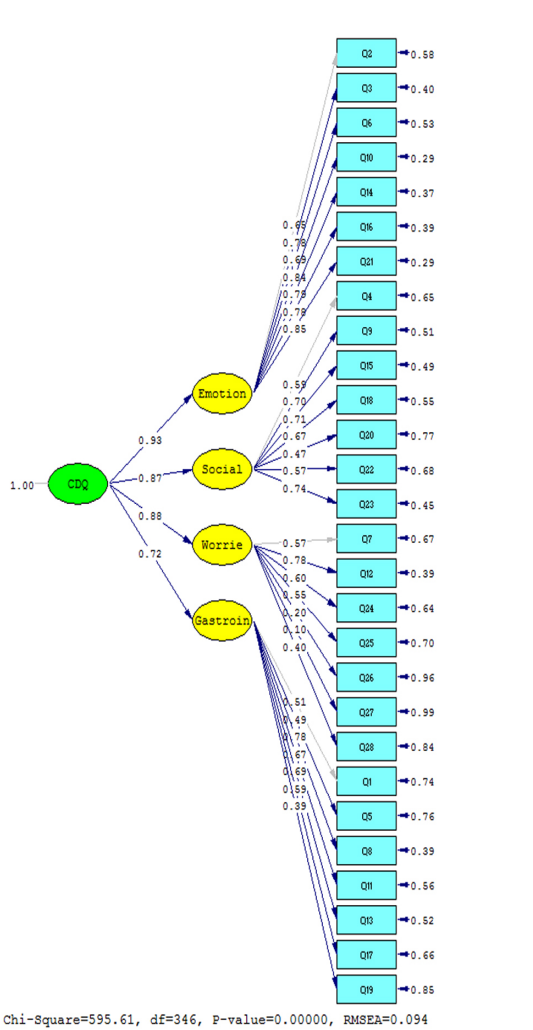 Q2 0.58
Q3 0.40
Q6 0.53
Q10 0.29
Q14 0.37
0.65 Q16 0.39
0.78
0.69 Q21 0.29
0.84
0.79 Q4 0.65
0.78
0.85 Q9 0.51
Q15 0.49
Emotion 0.59 Q18 0.55
0.70
0.71
0.93 0.67 Q20 0.77
0.47
Social 0.57 Q22 0.68
0.87
1.00 CDQ 0.74 Q23 0.45
0.88
Worrie 0.57 Q7 0.67
0.72 0.78 Q12 0.39
0.60
0.55 Q24 0.64
0.20
Gastroin 0.10
0.40 Q25 0.70
Q26 0.96
0.51 Q27 0.99
0.49
0.78 Q28 0.84
0.67
0.69 Q1 0.74
0.59
0.39 Q5 0.76
Q8 0.39
Q11 0.56
Q13 0.52
Q17 0.66
Q19 0.85
Chi-Square=595.61, df=346, P-value=0.00000, RMSEA=0.094